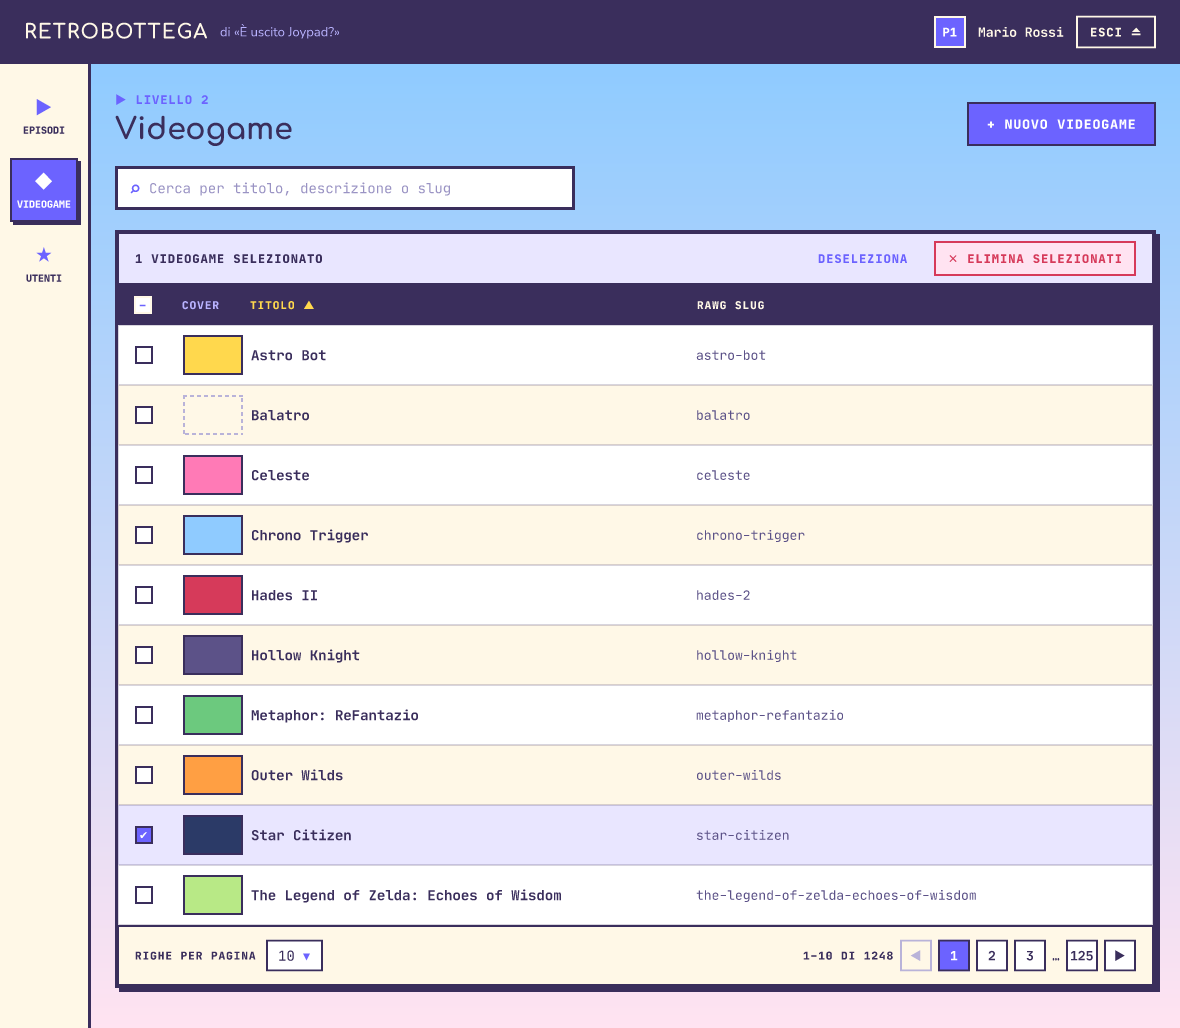 RETROBOTTEGA di «È uscito Joypad?» P1 Mario Rossi ESCI ⏏
▶ EPISODI
◆ VIDEOGAME
★ UTENTI
▶ LIVELLO 2
Videogame
+ NUOVO VIDEOGAME
Cerca per titolo, descrizione o slug
1 VIDEOGAME SELEZIONATO DESELEZIONA ✕ ELIMINA SELEZIONATI
COVER TITOLO ▲ RAWG SLUG
Astro Bot astro-bot
Balatro balatro
Celeste celeste
Chrono Trigger chrono-trigger
Hades II hades-2
Hollow Knight hollow-knight
Metaphor: ReFantazio metaphor-refantazio
Outer Wilds outer-wilds
Star Citizen star-citizen
The Legend of Zelda: Echoes of Wisdom the-legend-of-zelda-echoes-of-wisdom
RIGHE PER PAGINA 10 ▼ 1–10 DI 1248 ◀ 1 2 3 … 125 ▶